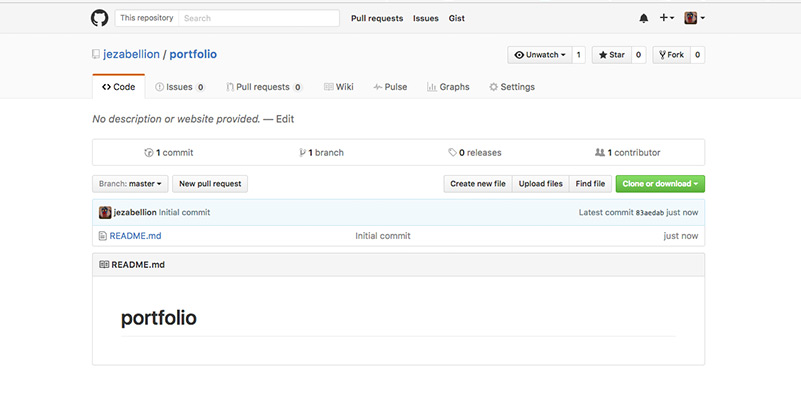 This repository Search Pull requests Issues Gist
jezabellion / portfolio Unwatch 1 Star 0 Fork 0
Code Issues 0 Pull requests 0 Wiki Pulse Graphs Settings
No description or website provided. — Edit
1 commit 1 branch 0 releases 1 contributor
Branch: master New pull request Create new file Upload files Find file Clone or download
jezabellion Initial commit Latest commit 83aedab just now
README.md Initial commit just now
README.md
portfolio